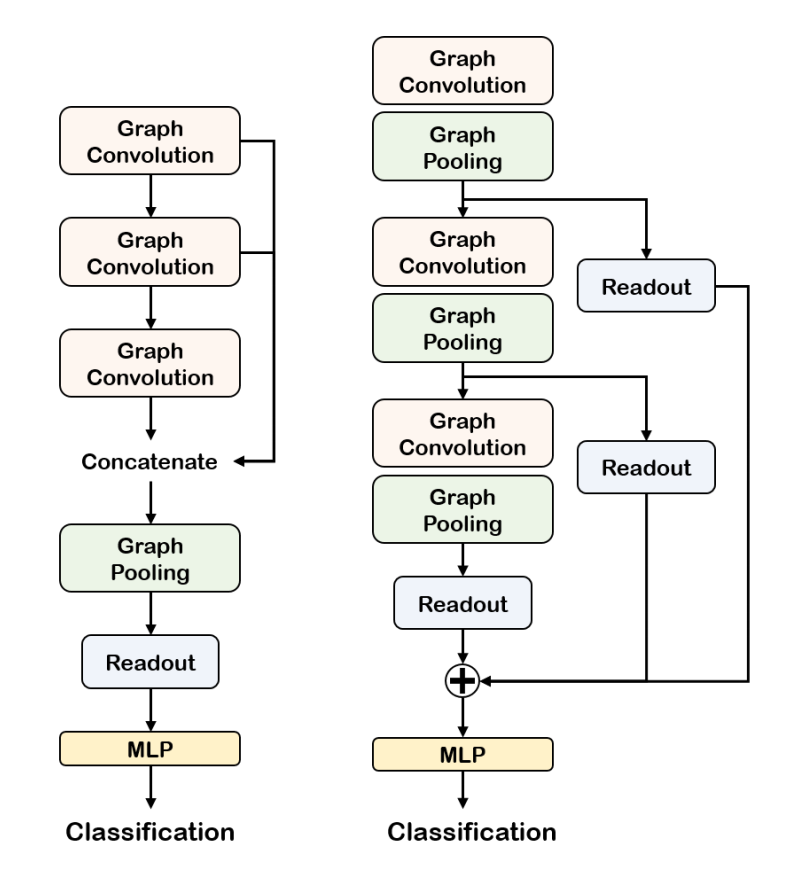 Graph
Convolution
Graph
Convolution
Graph
Convolution
Concatenate
Graph
Pooling
Readout
MLP
Classification
Graph
Convolution
Graph
Pooling
Graph
Convolution
Readout
Graph
Pooling
Graph
Convolution
Readout
Graph
Pooling
Readout
MLP
Classification